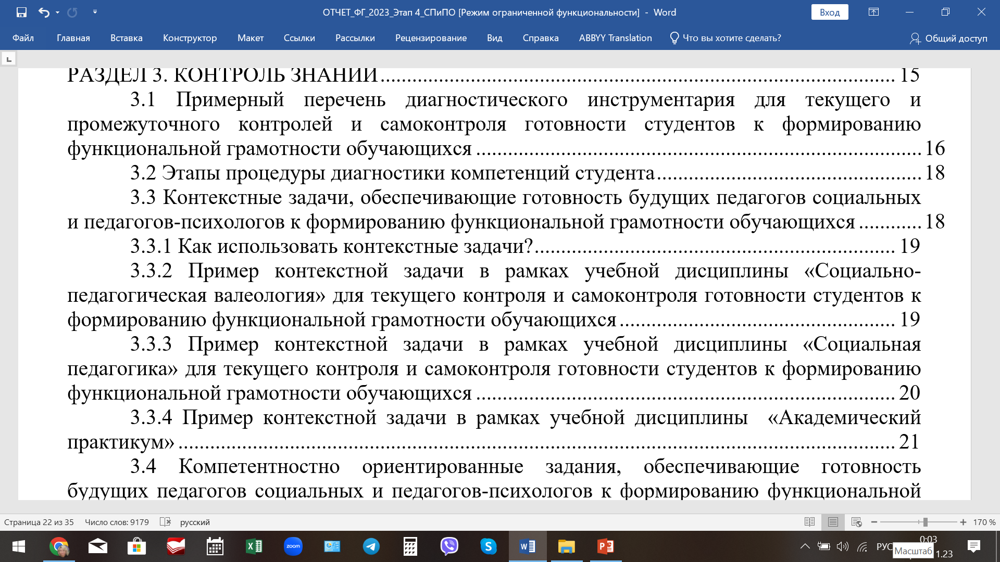 ОТЧЕТ_ФГ_2023_Этап 4_СПиПО [Режим ограниченной функциональности] - Word
Вход
Файл Главная Вставка Конструктор Макет Ссылки Рассылки Рецензирование Вид Справка ABBYY Translation Что вы хотите сделать? Общий доступ
РАЗДЕЛ 3. КОНТРОЛЬ ЗНАНИЙ 15
3.1 Примерный перечень диагностического инструментария для текущего и
промежуточного контролей и самоконтроля готовности студентов к формированию
функциональной грамотности обучающихся 16
3.2 Этапы процедуры диагностики компетенций студента 18
3.3 Контекстные задачи, обеспечивающие готовность будущих педагогов социальных
и педагогов-психологов к формированию функциональной грамотности обучающихся 18
3.3.1 Как использовать контекстные задачи? 19
3.3.2 Пример контекстной задачи в рамках учебной дисциплины «Социально-
педагогическая валеология» для текущего контроля и самоконтроля готовности студентов к
формированию функциональной грамотности обучающихся 19
3.3.3 Пример контекстной задачи в рамках учебной дисциплины «Социальная
педагогика» для текущего контроля и самоконтроля готовности студентов к формированию
функциональной грамотности обучающихся 20
3.3.4 Пример контекстной задачи в рамках учебной дисциплины «Академический
практикум» 21
3.4 Компетентностно ориентированные задания, обеспечивающие готовность
будущих педагогов социальных и педагогов-психологов к формированию функциональной
Страница 22 из 35 Число слов: 9179 русский 170 %
zoom
РУС
0:03
Масштаб 1.23